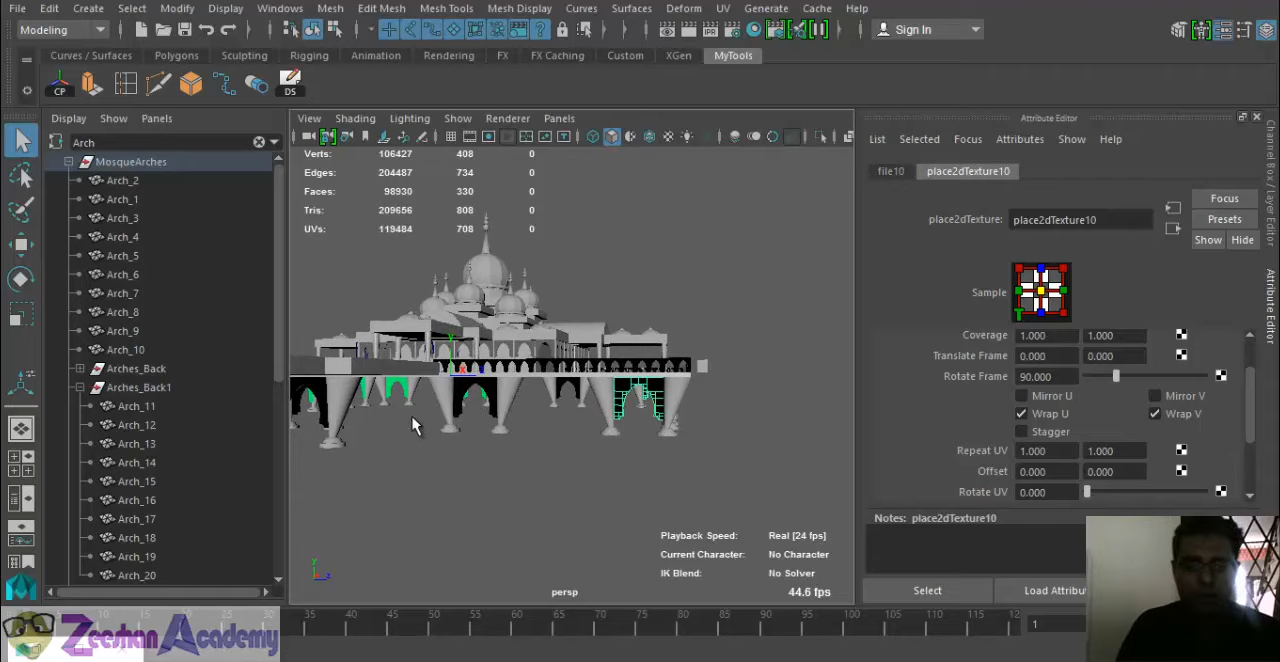 File Edit Create Select Modify Display Windows Mesh Edit Mesh Mesh Tools Mesh Display Curves Surfaces Deform UV Generate Cache Help
Modeling Sign In
Curves / Surfaces Polygons Sculpting Rigging Animation Rendering FX FX Caching Custom XGen MyTools
CP DS
Display Show Panels
Arch
MosqueArches
Arch_2
Arch_1
Arch_3
Arch_4
Arch_5
Arch_6
Arch_7
Arch_8
Arch_9
Arch_10
Arches_Back
Arches_Back1
Arch_11
Arch_12
Arch_13
Arch_14
Arch_15
Arch_16
Arch_17
Arch_18
Arch_19
Arch_20
View Shading Lighting Show Renderer Panels
Verts: 106427 408 0
Edges: 204487 734 0
Faces: 98930 330 0
Tris: 209656 808 0
UVs: 119484 708 0
Playback Speed: Real [24 fps]
Current Character: No Character
IK Blend: No Solver
persp 44.6 fps
Attribute Editor
List Selected Focus Attributes Show Help
file10 place2dTexture10
Focus
place2dTexture: place2dTexture10 Presets
Show Hide
Sample
Coverage 1.000 1.000
Translate Frame 0.000 0.000
Rotate Frame 90.000
Mirror U Mirror V
Wrap U Wrap V
Stagger
Repeat UV 1.000 1.000
Offset 0.000 0.000
Rotate UV 0.000
Notes: place2dTexture10
Select Load Attribu
Channel Box / Layer Editor
Attribute Editor
35 40 45 50 55 60 65 70 75 80 85 90 95 100 105 110 115 12 1
Zeeshan Academy